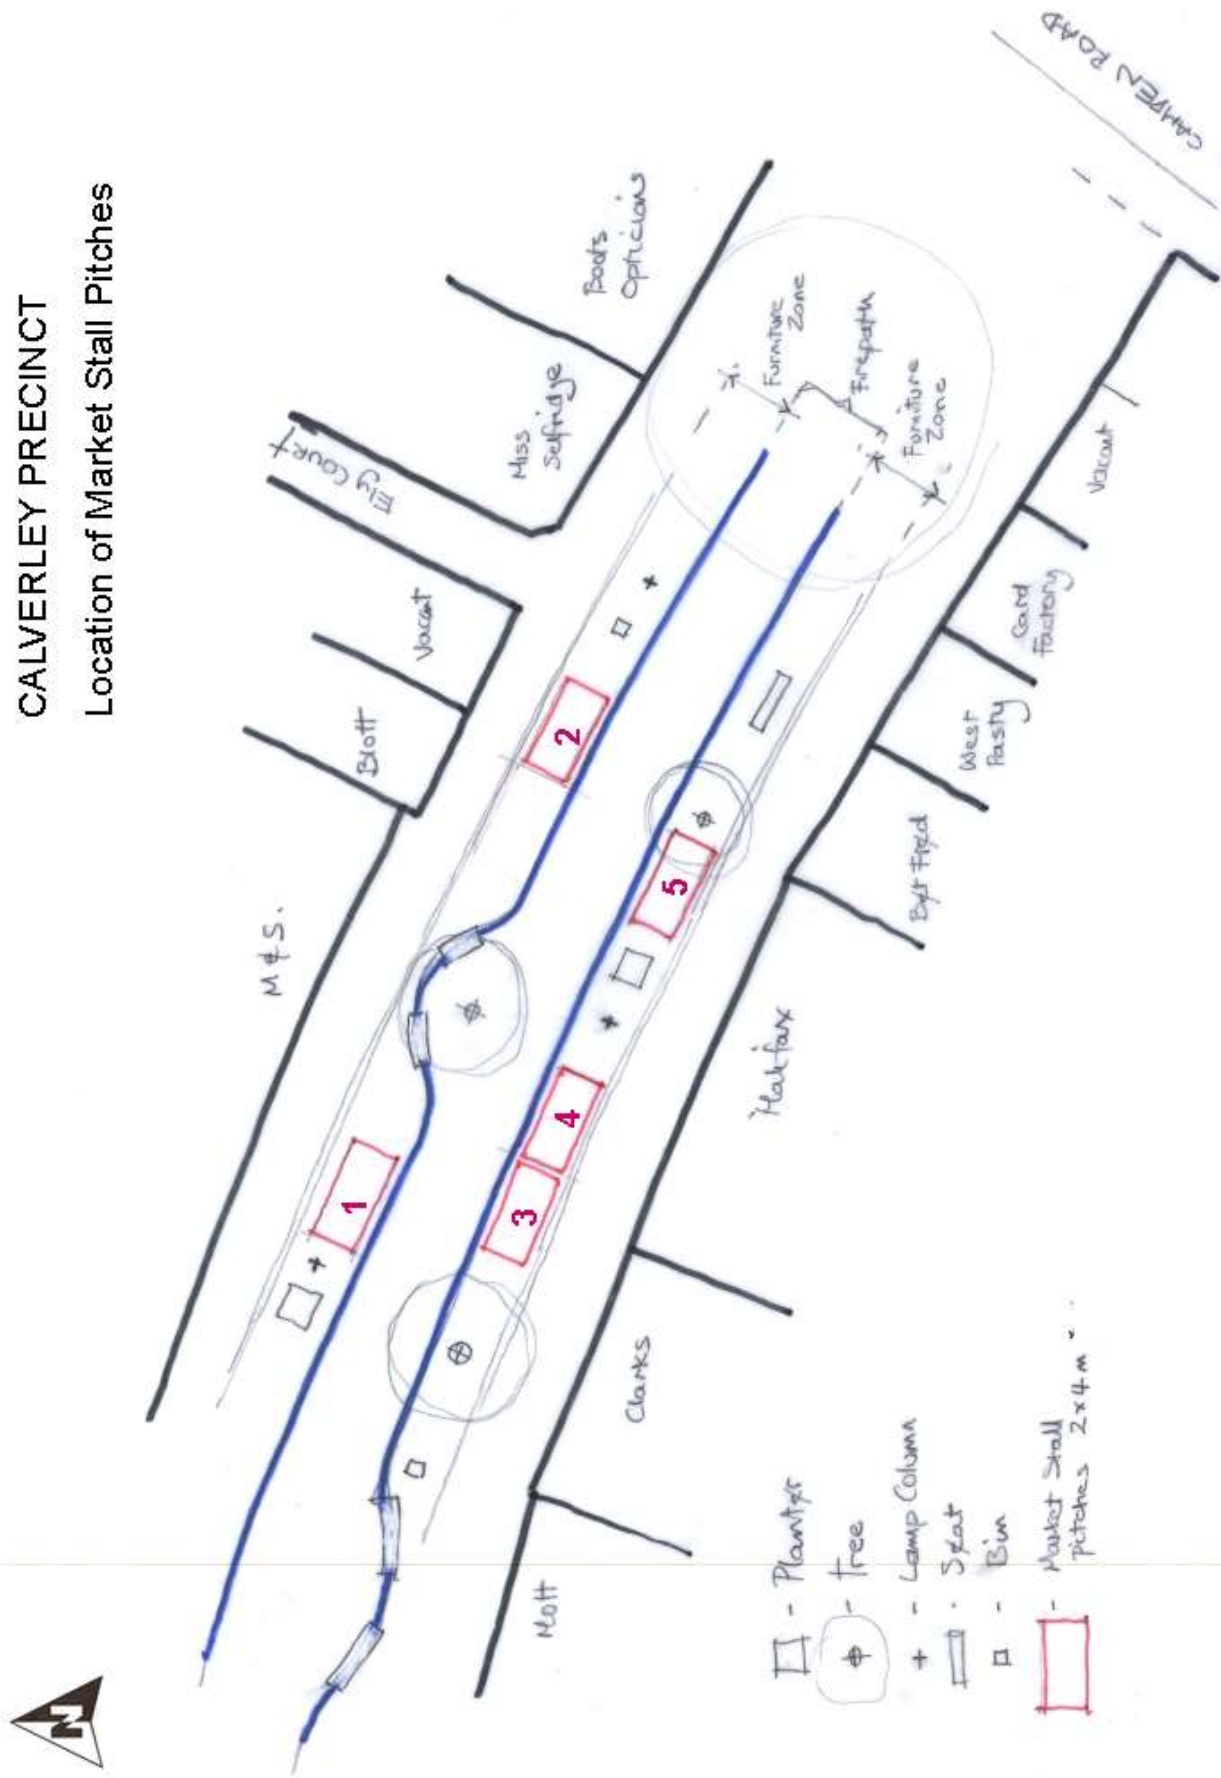 CALVERLEY PRECINCT
Location of Market Stall Pitches
N
CAMDEN ROAD
Boots
Opticians
Miss
Selfridge
Ely Court
Vacant
Blott
M & S.
Furniture
Zone
Firepath
Furniture
Zone
1
2
3
4
5
Vacant
Card
Factory
West
Pasty
Halifax
Clarks
- Planter
- Tree
- Lamp Column
- Seat
- Bin
- Market Stall
pitches 2x4m